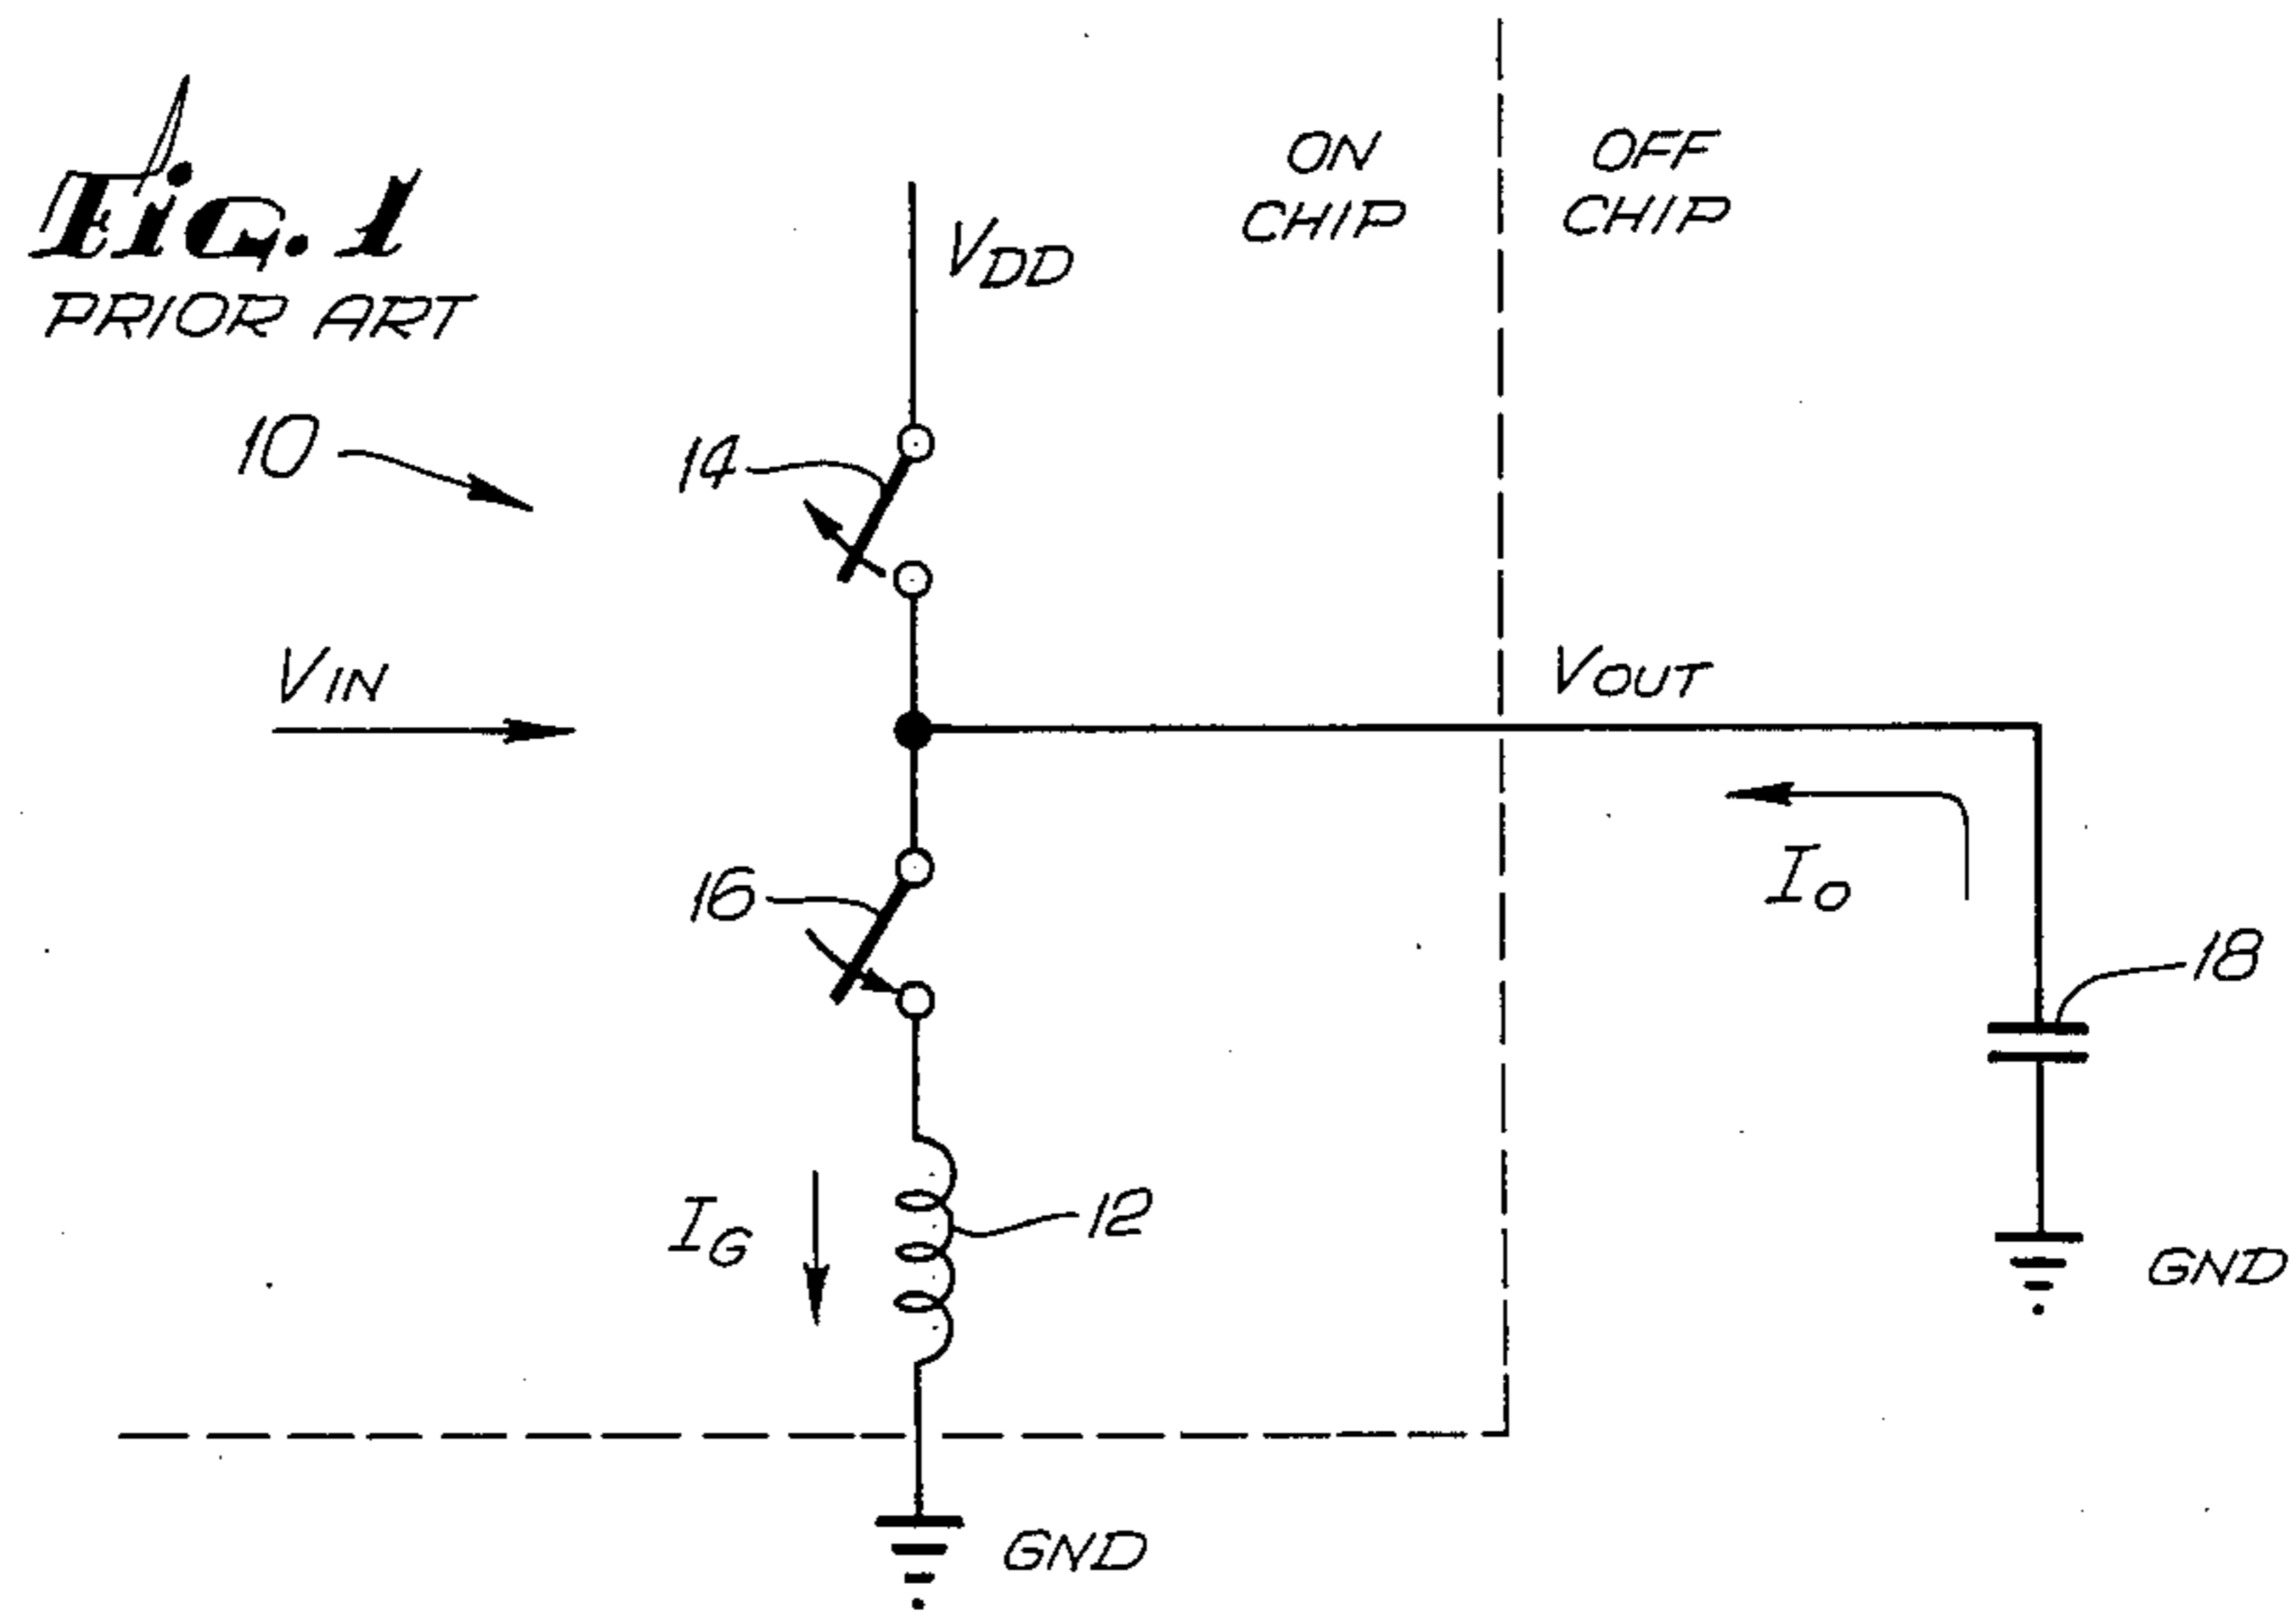 Fig. 1
PRIOR ART
ON
CHIP
OFF
CHIP
VDD
10
14
VIN
VOUT
16
IO
18
IG
12
GND
GND